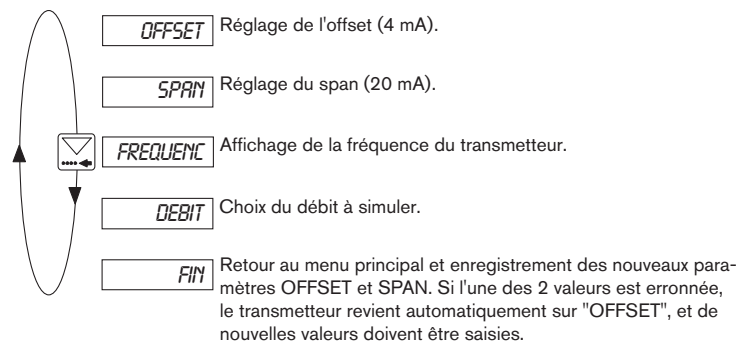 OFFSET Réglage de l'offset (4 mA).
SPAN Réglage du span (20 mA).
FREQUENC Affichage de la fréquence du transmetteur.
DEBIT Choix du débit à simuler.
FIN Retour au menu principal et enregistrement des nouveaux para-
mètres OFFSET et SPAN. Si l'une des 2 valeurs est erronnée,
le transmetteur revient automatiquement sur "OFFSET", et de
nouvelles valeurs doivent être saisies.